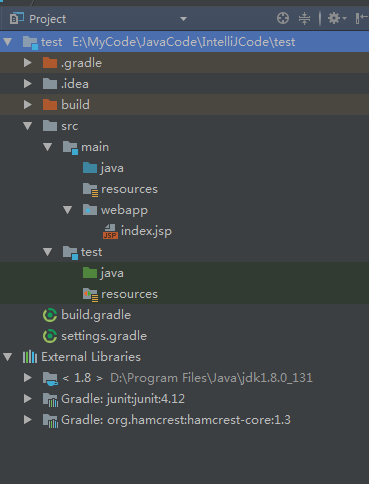 Project
test E:\MyCode\JavaCode\IntelliJCode\test
.gradle
.idea
build
src
main
java
resources
webapp
JSP index.jsp
test
java
resources
build.gradle
settings.gradle
External Libraries
< 1.8 > D:\Program Files\Java\jdk1.8.0_131
Gradle: junit:junit:4.12
Gradle: org.hamcrest:hamcrest-core:1.3